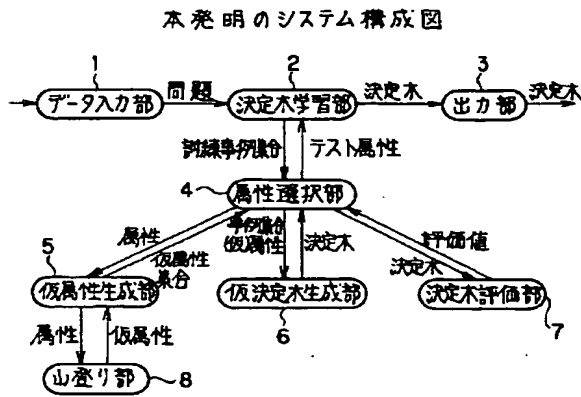 本発明のシステム構成図
1 2 3
データ入力部 問題 決定木学習部 決定木 出力部 決定木
訓練事例集合 テスト属性
4 属性選択部
属性 仮属性集合 事例集合 仮属性 決定木 評価値 決定木
5 仮属性生成部 仮決定木生成部 決定木評価部
6 7
属性 仮属性
山登り部 8